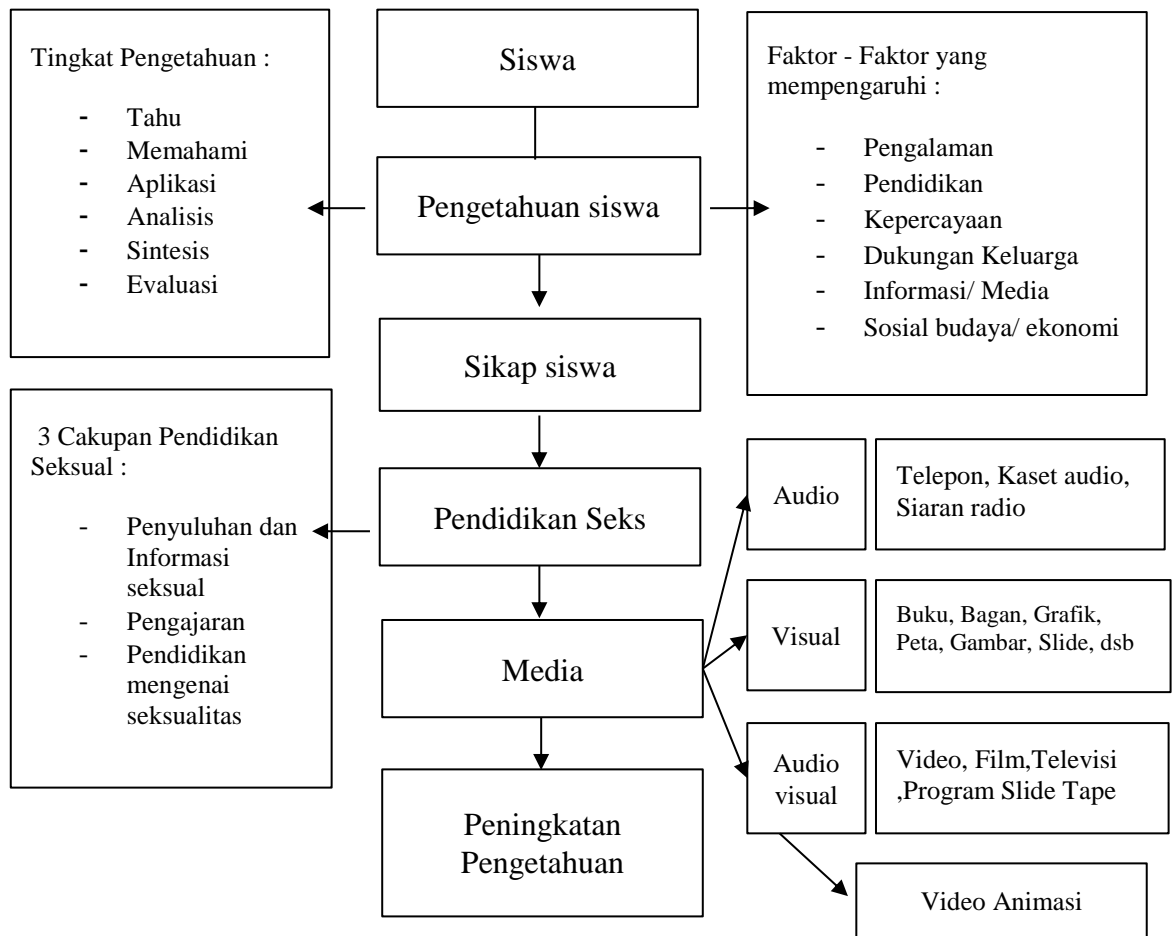 Tingkat Pengetahuan :
- Tahu
- Memahami
- Aplikasi
- Analisis
- Sintesis
- Evaluasi
Siswa
Faktor - Faktor yang
mempengaruhi :
- Pengalaman
- Pendidikan
- Kepercayaan
- Dukungan Keluarga
- Informasi/ Media
- Sosial budaya/ ekonomi
Pengetahuan siswa
Sikap siswa
3 Cakupan Pendidikan
Seksual :
- Penyuluhan dan
Informasi
seksual
- Pengajaran
- Pendidikan
mengenai
seksualitas
Pendidikan Seks
Media
Audio
Telepon, Kaset audio,
Siaran radio
Visual
Buku, Bagan, Grafik,
Peta, Gambar, Slide, dsb
Audio
visual
Video, Film,Televisi
,Program Slide Tape
Peningkatan
Pengetahuan
Video Animasi